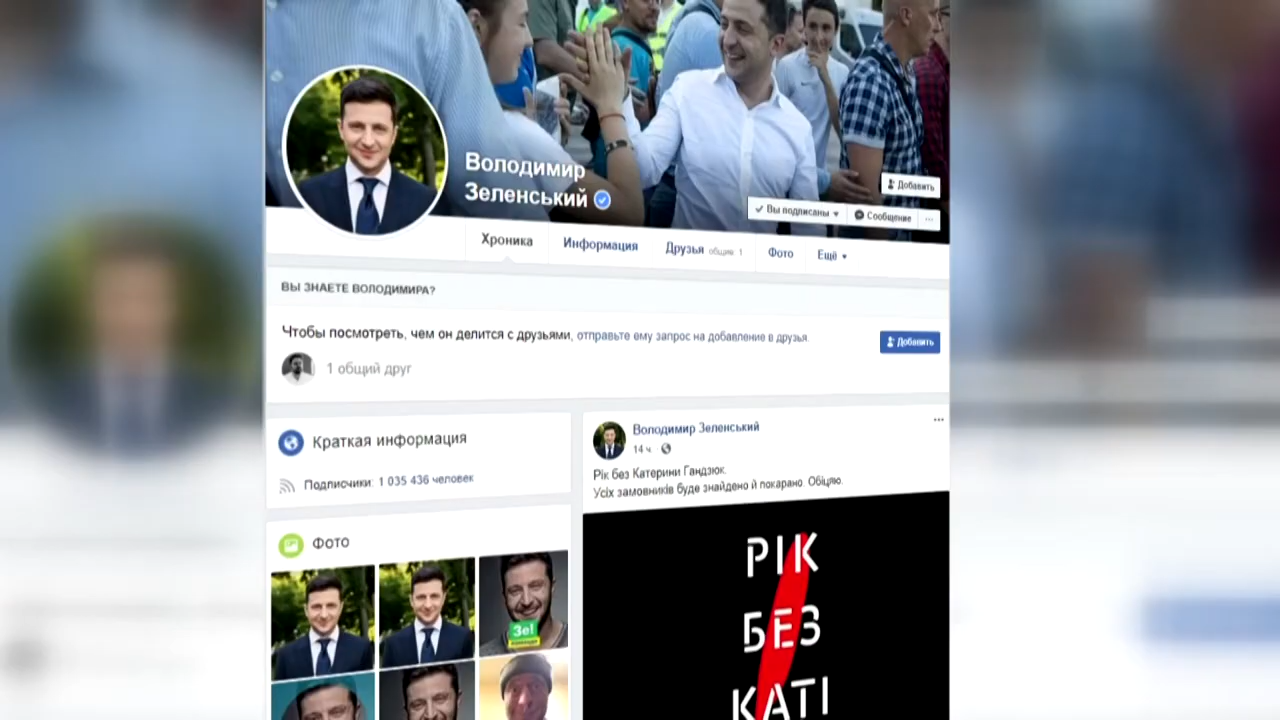 Володимир
Зеленський
Добавить
Вы подписаны
Сообщение
Хроника
Информация
Друзья общие: 1
Фото
Ещё
ВЫ ЗНАЕТЕ ВОЛОДИМИРА?
Чтобы посмотреть, чем он делится с друзьями, отправьте ему запрос на добавление в друзья.
Добавить
1 общий друг
Краткая информация
Подписчики: 1 035 436 человек
Фото
Зе!
Володимир Зеленський
14 ч.
Рік без Катерини Гандзюк.
Усіх замовників буде знайдено й покарано. Обіцяю.
РІК
БЕЗ
КАТІ